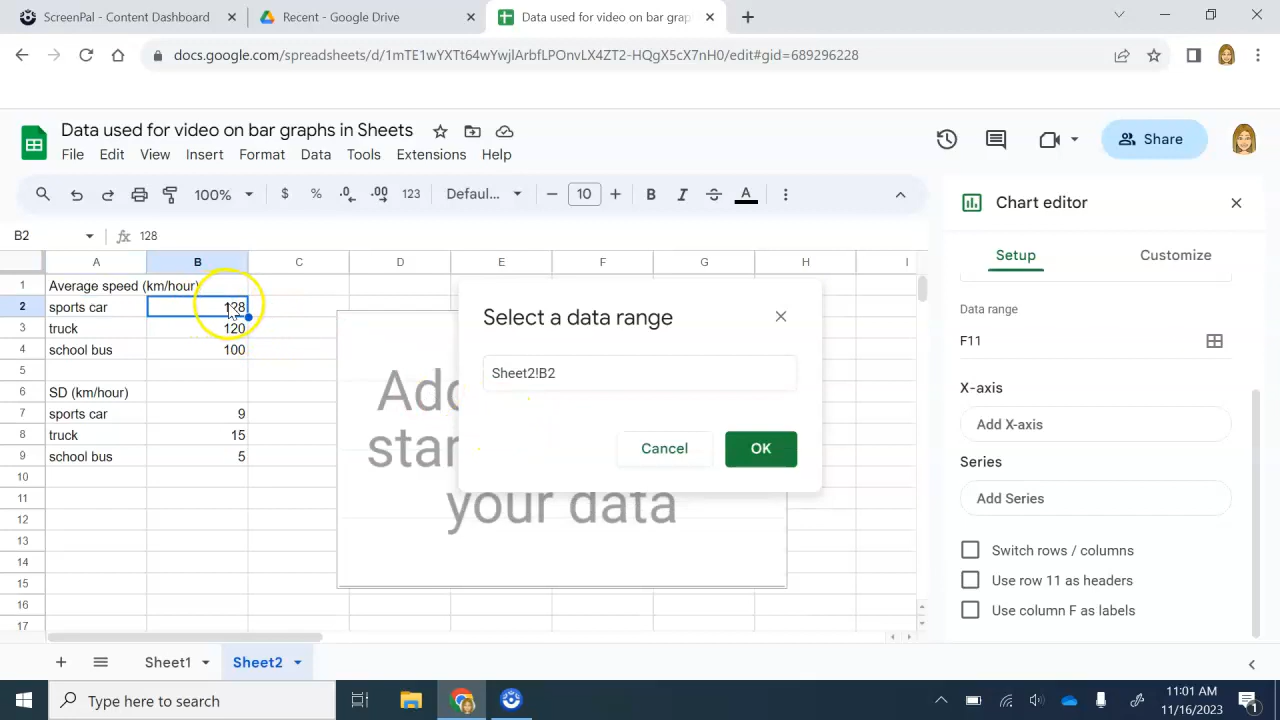 ScreenPal - Content Dashboard
Recent - Google Drive
Data used for video on bar grap
docs.google.com/spreadsheets/d/1mTE1wYXTt64wYwjlArbfLPOnvLX4ZT2-HQgX5cX7nH0/edit#gid=689296228
Data used for video on bar graphs in Sheets
File Edit View Insert Format Data Tools Extensions Help
Share
100% $ % .0 .00 123 Defaul... 10 B I S A
B2 fx 128
Chart editor
Setup Customize
A B C D E F G H I
1 Average speed (km/hour)
2 sports car 128
3 truck 120
4 school bus 100
5
6 SD (km/hour)
7 sports car 9
8 truck 15
9 school bus 5
10
11
12
13
14
15
16
17
Select a data range
Sheet2!B2
Cancel OK
Add
star
your data
Data range
F11
X-axis
Add X-axis
Series
Add Series
Switch rows / columns
Use row 11 as headers
Use column F as labels
Sheet1 Sheet2
Type here to search
11:01 AM
11/16/2023
1